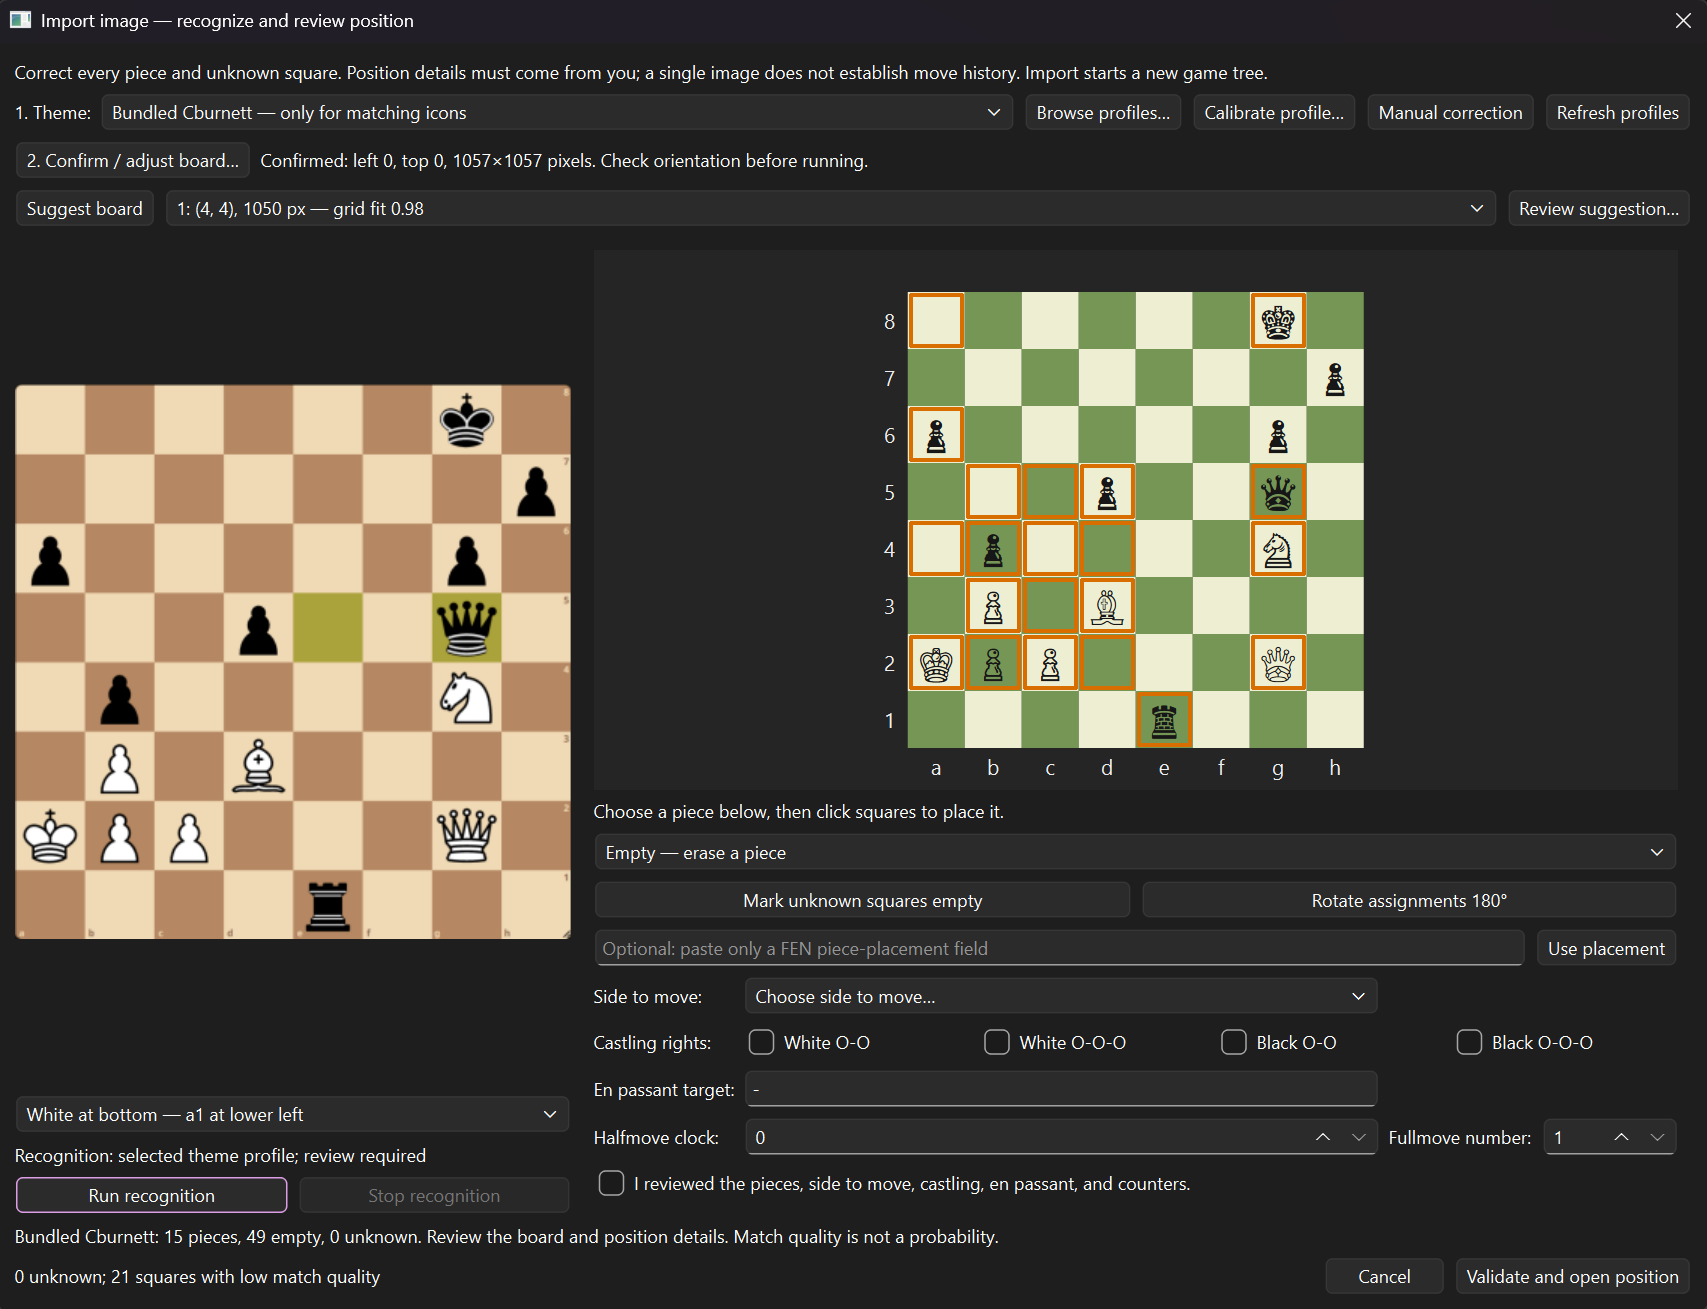 Import image — recognize and review position
Correct every piece and unknown square. Position details must come from you; a single image does not establish move history. Import starts a new game tree.
1. Theme: Bundled Cburnett — only for matching icons Browse profiles... Calibrate profile... Manual correction Refresh profiles
2. Confirm / adjust board... Confirmed: left 0, top 0, 1057×1057 pixels. Check orientation before running.
Suggest board 1: (4, 4), 1050 px — grid fit 0.98 Review suggestion...
8
7
6
5
4
3
2
1
a b c d e f g h
8
7
6
5
4
3
2
1
a b c d e f g h
Choose a piece below, then click squares to place it.
Empty — erase a piece
Mark unknown squares empty Rotate assignments 180°
Optional: paste only a FEN piece-placement field Use placement
Side to move: Choose side to move...
Castling rights: White O-O White O-O-O Black O-O Black O-O-O
En passant target: -
Halfmove clock: 0 Fullmove number: 1
I reviewed the pieces, side to move, castling, en passant, and counters.
White at bottom — a1 at lower left
Recognition: selected theme profile; review required
Run recognition Stop recognition
Bundled Cburnett: 15 pieces, 49 empty, 0 unknown. Review the board and position details. Match quality is not a probability.
0 unknown; 21 squares with low match quality
Cancel Validate and open position